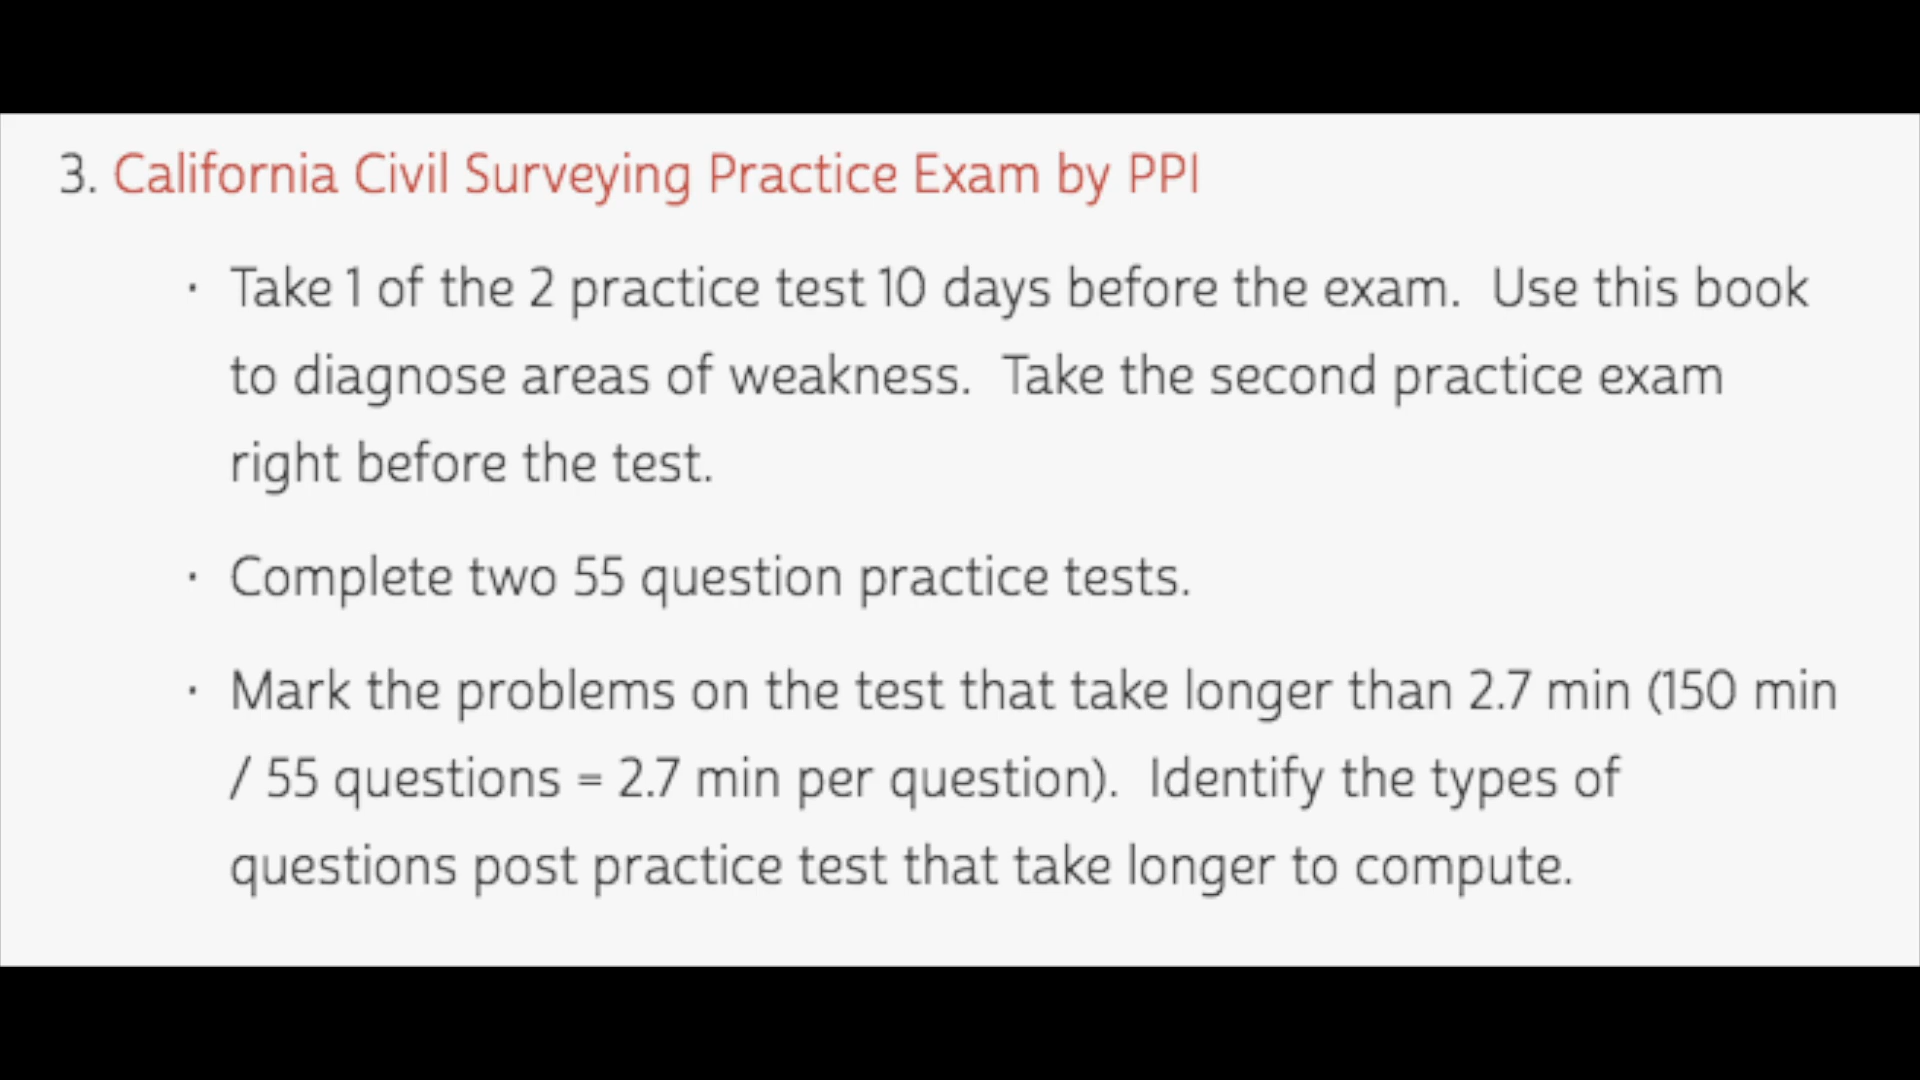 3. California Civil Surveying Practice Exam by PPI
· Take 1 of the 2 practice test 10 days before the exam.  Use this book
to diagnose areas of weakness.  Take the second practice exam
right before the test.
· Complete two 55 question practice tests.
· Mark the problems on the test that take longer than 2.7 min (150 min
/ 55 questions = 2.7 min per question).  Identify the types of
questions post practice test that take longer to compute.